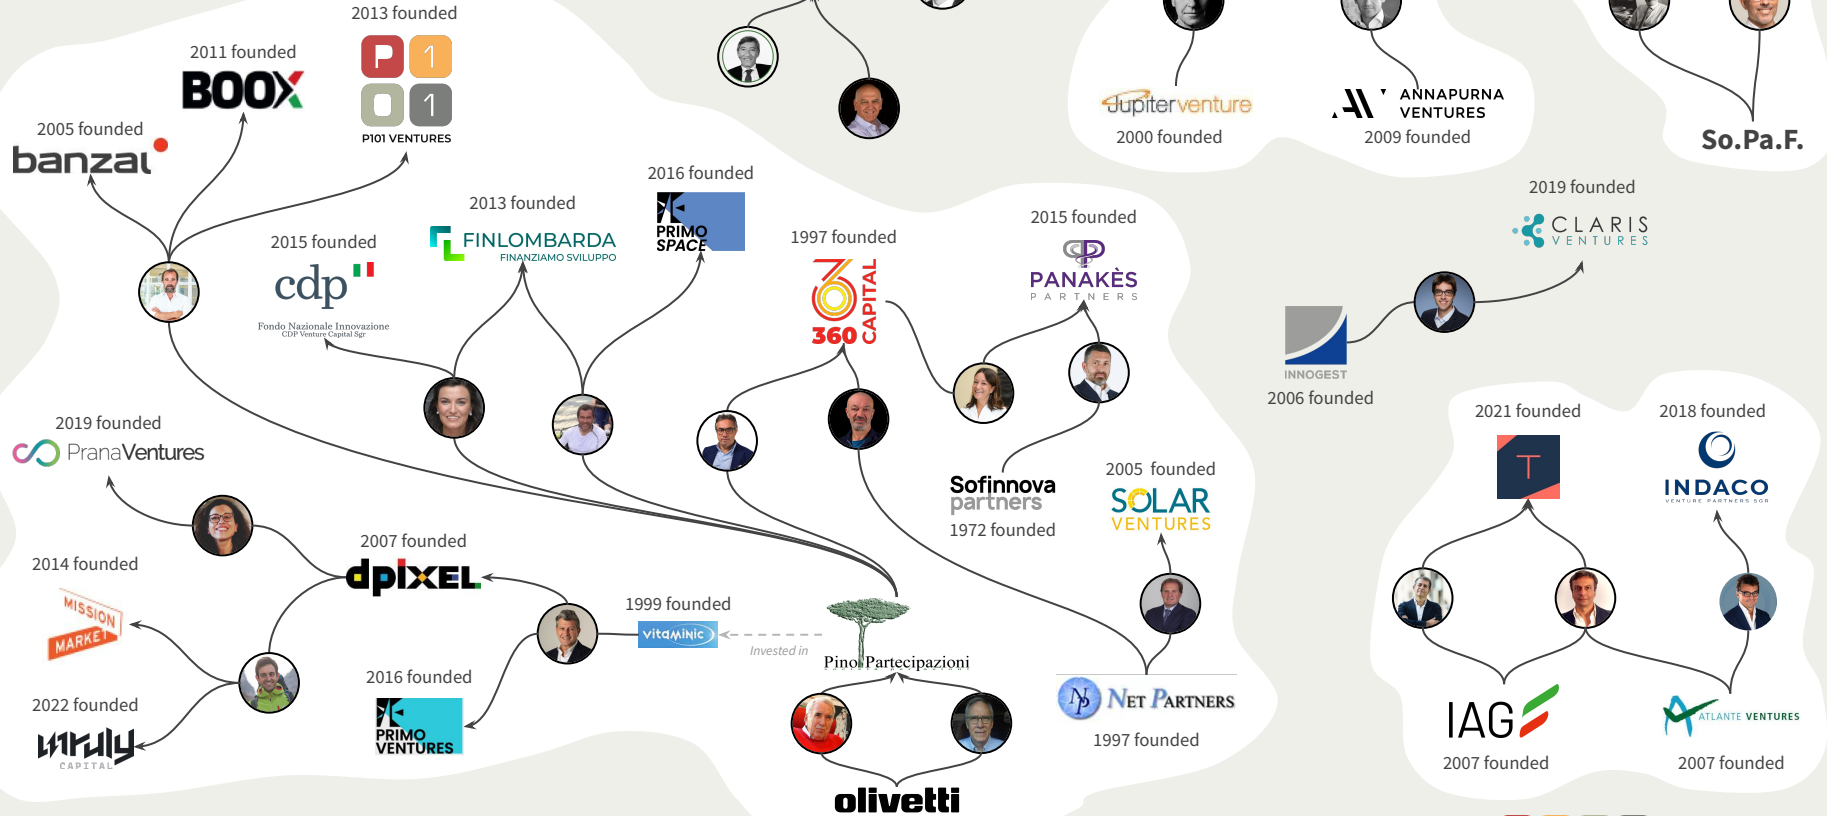 2013 founded
P 1
0 1
P101 VENTURES
2011 founded
BOOX
2005 founded
banzai
Jupiterventure
2000 founded
ANNAPURNA
VENTURES
2009 founded
So.Pa.F.
2016 founded
PRIMO
SPACE
2013 founded
FINLOMBARDA
FINANZIAMO SVILUPPO
2015 founded
cdp
Fondo Nazionale Innovazione
CDP Venture Capital Sgr
1997 founded
360
CAPITAL
2015 founded
PANAKÈS
PARTNERS
2019 founded
CLARIS
VENTURES
INNOGEST
2006 founded
2021 founded
T
2018 founded
INDACO
VENTURE PARTNERS SGR
2019 founded
PranaVentures
Sofinnova
partners
1972 founded
2005 founded
SOLAR
VENTURES
2014 founded
MISSION
MARKET
2007 founded
dpixel
1999 founded
vitaminic
Invested in
Pino Partecipazioni
2016 founded
PRIMO
VENTURES
2022 founded
unruly
CAPITAL
NP NET PARTNERS
1997 founded
IAG
2007 founded
ATLANTE VENTURES
2007 founded
olivetti